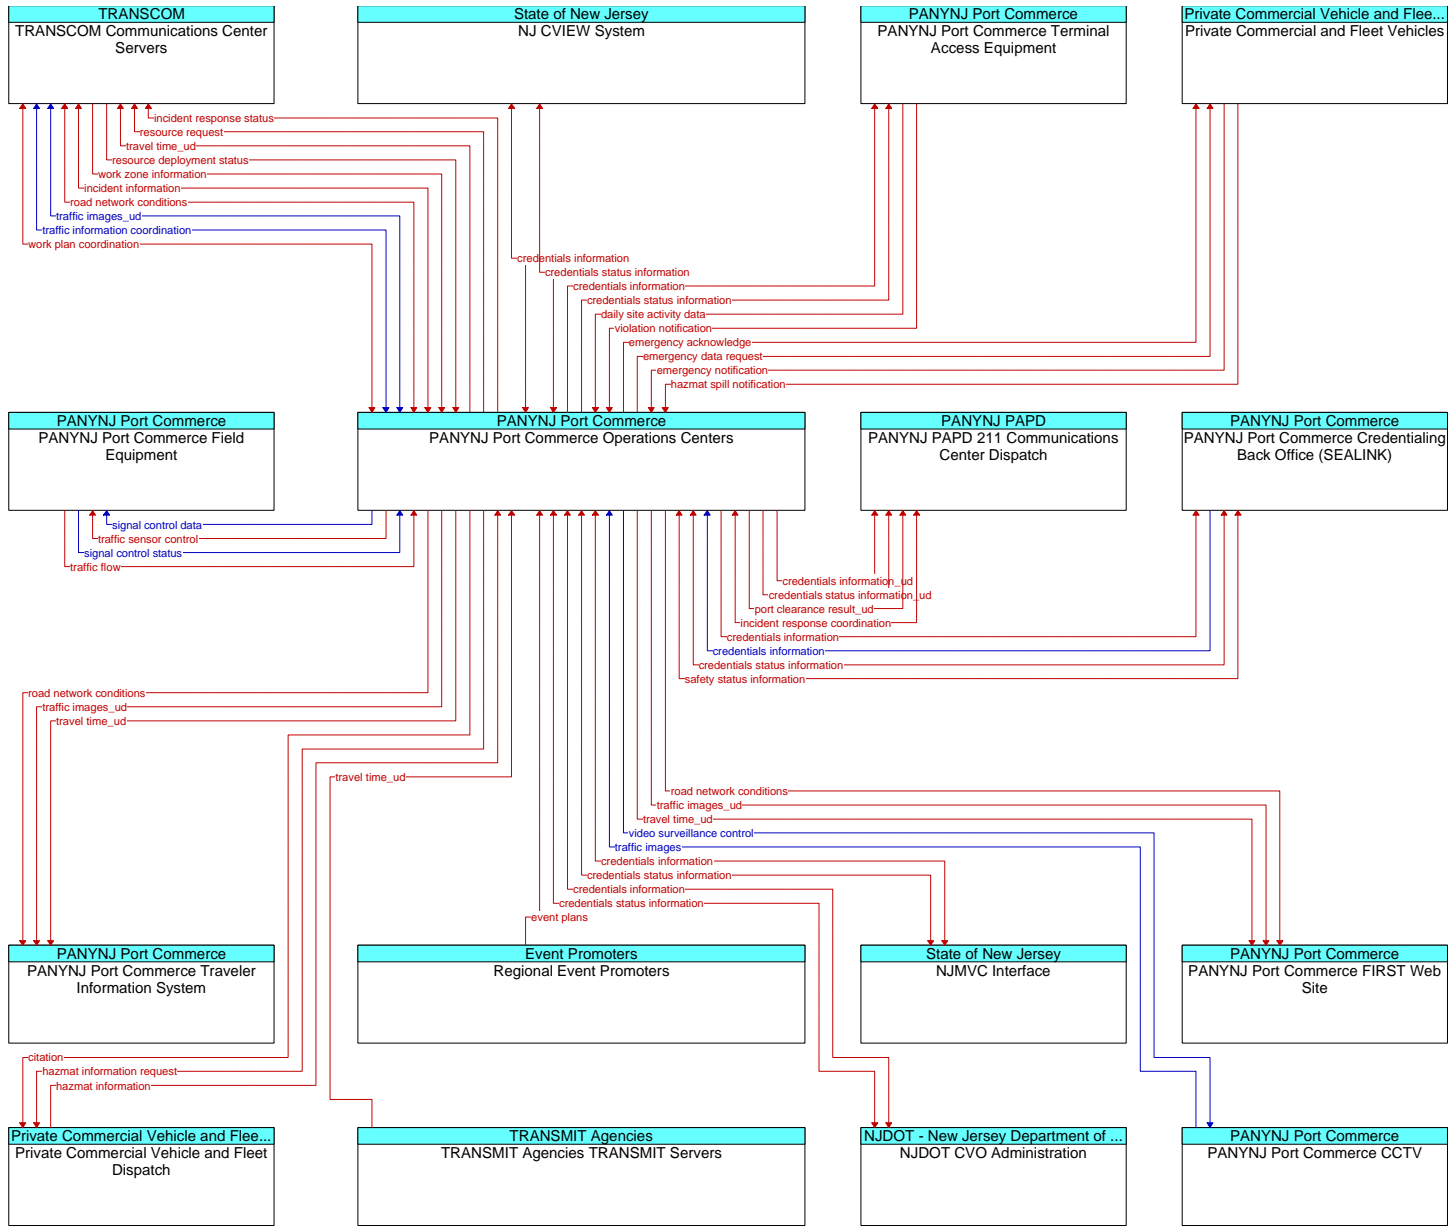 TRANSCOM
TRANSCOM Communications Center
Servers
State of New Jersey
NJ CVIEW System
PANYNJ Port Commerce
PANYNJ Port Commerce Terminal
Access Equipment
Private Commercial Vehicle and Flee...
Private Commercial and Fleet Vehicles
incident response status
resource request
travel time_ud
resource deployment status
work zone information
incident information
road network conditions
traffic images_ud
traffic information coordination
work plan coordination
credentials information
credentials status information
credentials information
credentials status information
daily site activity data
violation notification
emergency acknowledge
emergency data request
emergency notification
hazmat spill notification
PANYNJ Port Commerce
PANYNJ Port Commerce Field
Equipment
PANYNJ Port Commerce
PANYNJ Port Commerce Operations Centers
PANYNJ PAPD
PANYNJ PAPD 211 Communications
Center Dispatch
PANYNJ Port Commerce
PANYNJ Port Commerce Credentialing
Back Office (SEALINK)
signal control data
traffic sensor control
signal control status
traffic flow
credentials information_ud
credentials status information_ud
port clearance result_ud
incident response coordination
credentials information
credentials information
credentials status information
safety status information
road network conditions
traffic images_ud
travel time_ud
travel time_ud
road network conditions
traffic images_ud
travel time_ud
video surveillance control
traffic images
credentials information
credentials status information
credentials information
credentials status information
event plans
PANYNJ Port Commerce
PANYNJ Port Commerce Traveler
Information System
Event Promoters
Regional Event Promoters
State of New Jersey
NJMVC Interface
PANYNJ Port Commerce
PANYNJ Port Commerce FIRST Web
Site
citation
hazmat information request
hazmat information
Private Commercial Vehicle and Flee...
Private Commercial Vehicle and Fleet
Dispatch
TRANSMIT Agencies
TRANSMIT Agencies TRANSMIT Servers
NJDOT - New Jersey Department of ...
NJDOT CVO Administration
PANYNJ Port Commerce
PANYNJ Port Commerce CCTV